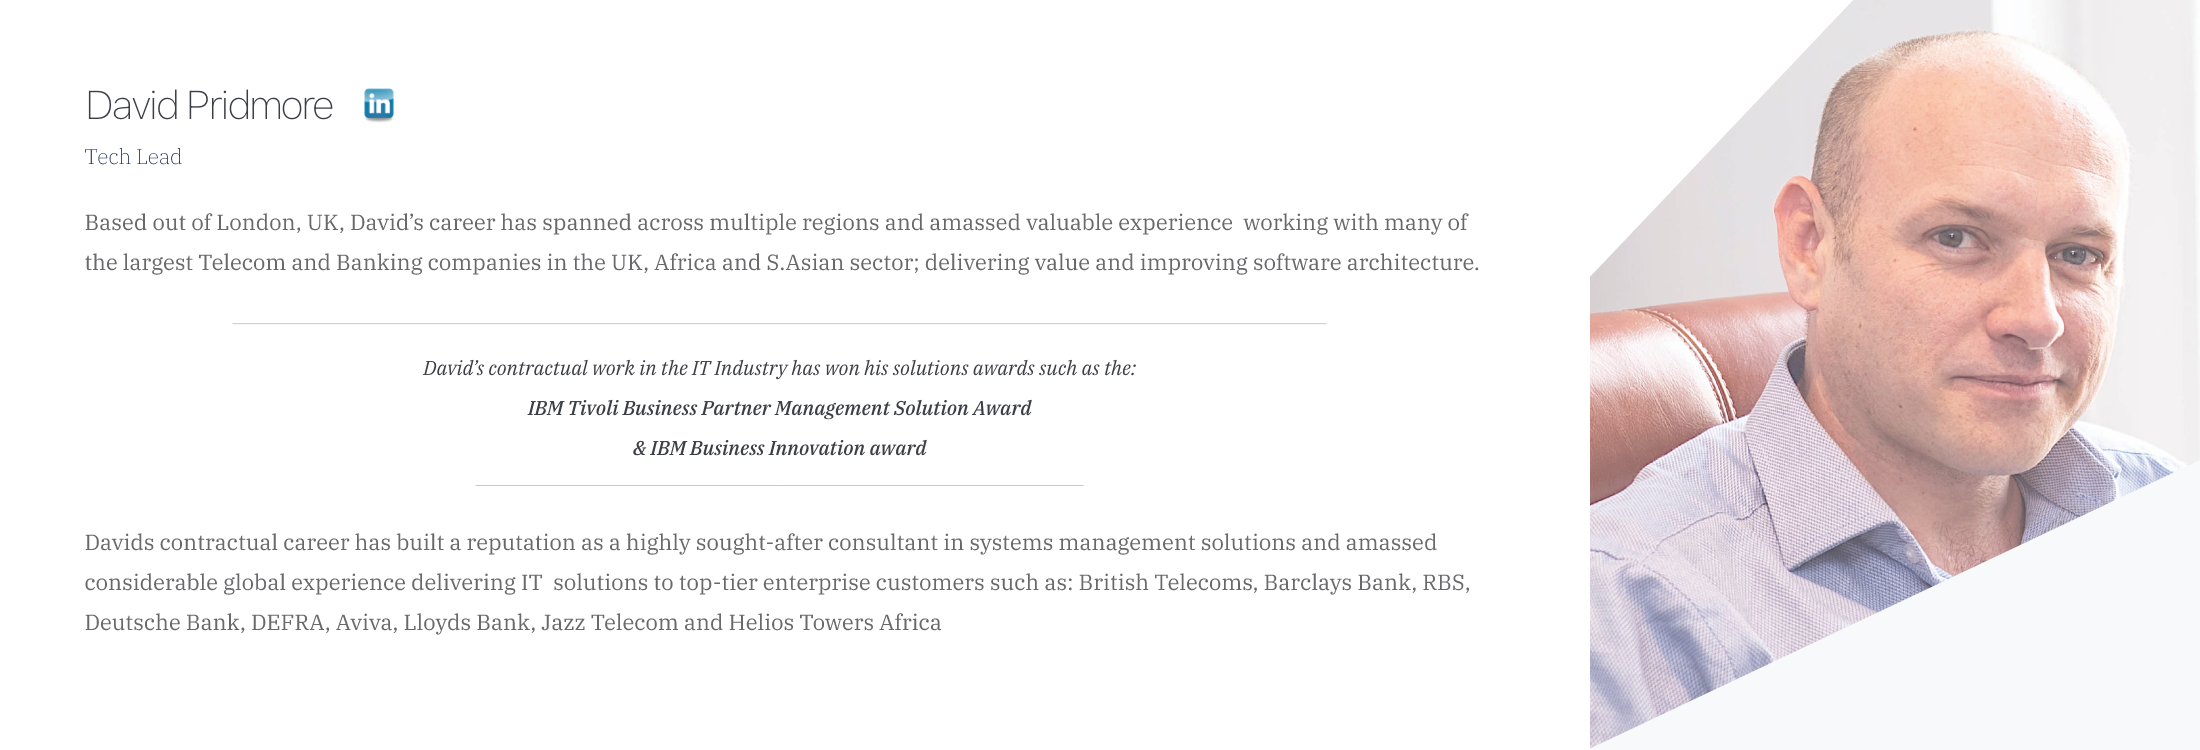 David Pridmore in
Tech Lead
Based out of London, UK, David’s career has spanned across multiple regions and amassed valuable experience  working with many of
the largest Telecom and Banking companies in the UK, Africa and S.Asian sector; delivering value and improving software architecture.
David’s contractual work in the IT Industry has won his solutions awards such as the:
IBM Tivoli Business Partner Management Solution Award
& IBM Business Innovation award
Davids contractual career has built a reputation as a highly sought-after consultant in systems management solutions and amassed
considerable global experience delivering IT  solutions to top-tier enterprise customers such as: British Telecoms, Barclays Bank, RBS,
Deutsche Bank, DEFRA, Aviva, Lloyds Bank, Jazz Telecom and Helios Towers Africa